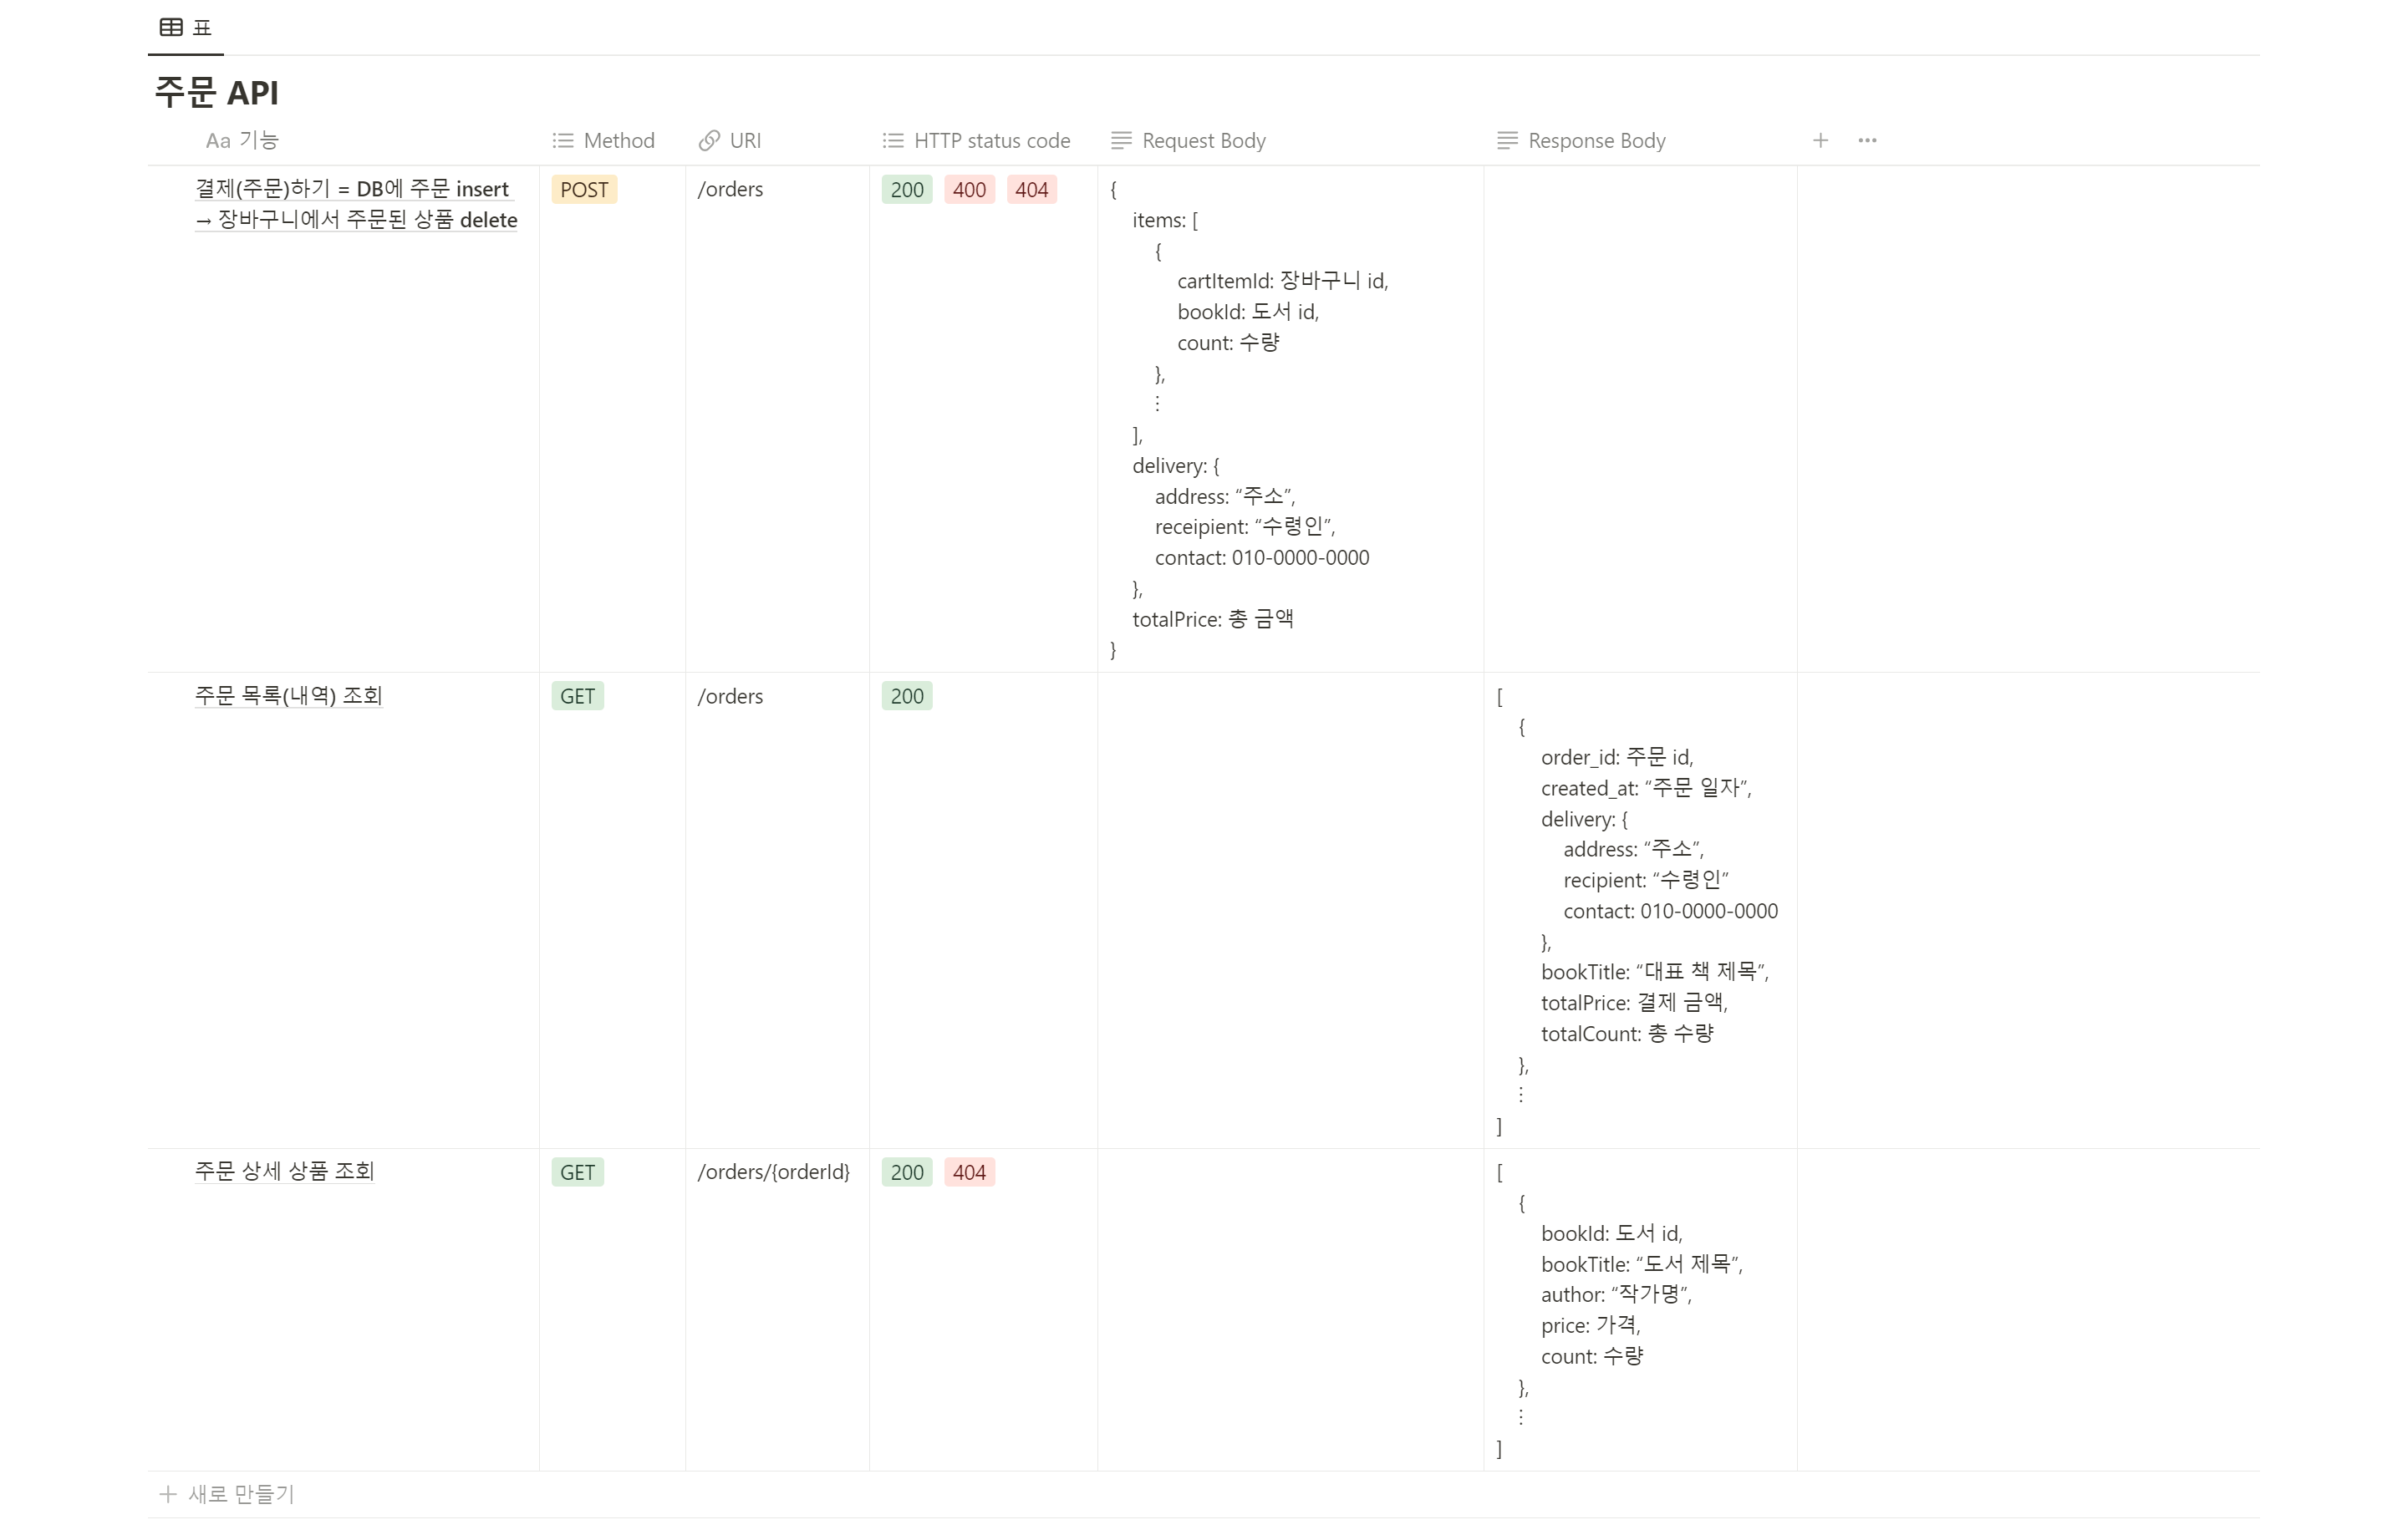 표
주문 API
Aa 기능
Method
URI
HTTP status code
Request Body
Response Body
결제(주문)하기 = DB에 주문 insert
→ 장바구니에서 주문된 상품 delete
POST
/orders
200 400 404
{
items: [
{
cartItemId: 장바구니 id,
bookId: 도서 id,
count: 수량
},
⋮
],
delivery: {
address: “주소”,
receipient: “수령인”,
contact: 010-0000-0000
},
totalPrice: 총 금액
}
주문 목록(내역) 조회
GET
/orders
200
[
{
order_id: 주문 id,
created_at: “주문 일자”,
delivery: {
address: “주소”,
recipient: “수령인”
contact: 010-0000-0000
},
bookTitle: “대표 책 제목”,
totalPrice: 결제 금액,
totalCount: 총 수량
},
⋮
]
주문 상세 상품 조회
GET
/orders/{orderId}
200 404
[
{
bookId: 도서 id,
bookTitle: “도서 제목”,
author: “작가명”,
price: 가격,
count: 수량
},
⋮
]
새로 만들기